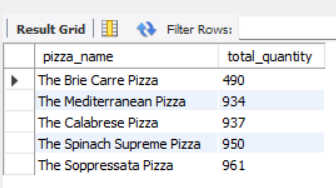 Result Grid Filter Rows:
pizza_name total_quantity
The Brie Carre Pizza 490
The Mediterranean Pizza 934
The Calabrese Pizza 937
The Spinach Supreme Pizza 950
The Soppressata Pizza 961